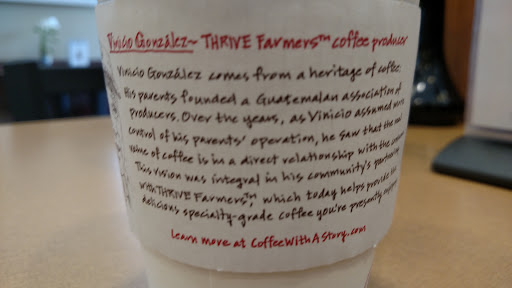 Vinicio González~ THRIVE Farmers™ coffee producer
Vinicio González comes from a heritage of coffee.
His parents founded a Guatemalan association of
producers. Over the years, as Vinicio assumed more
control of his parents' operation, he saw that the real
value of coffee is in a direct relationship with the
This vision was integral in his community's
with THRIVE Farmers™, which today helps provide the
delicious specialty-grade coffee you're presently
Learn more at CoffeeWithAStory.com